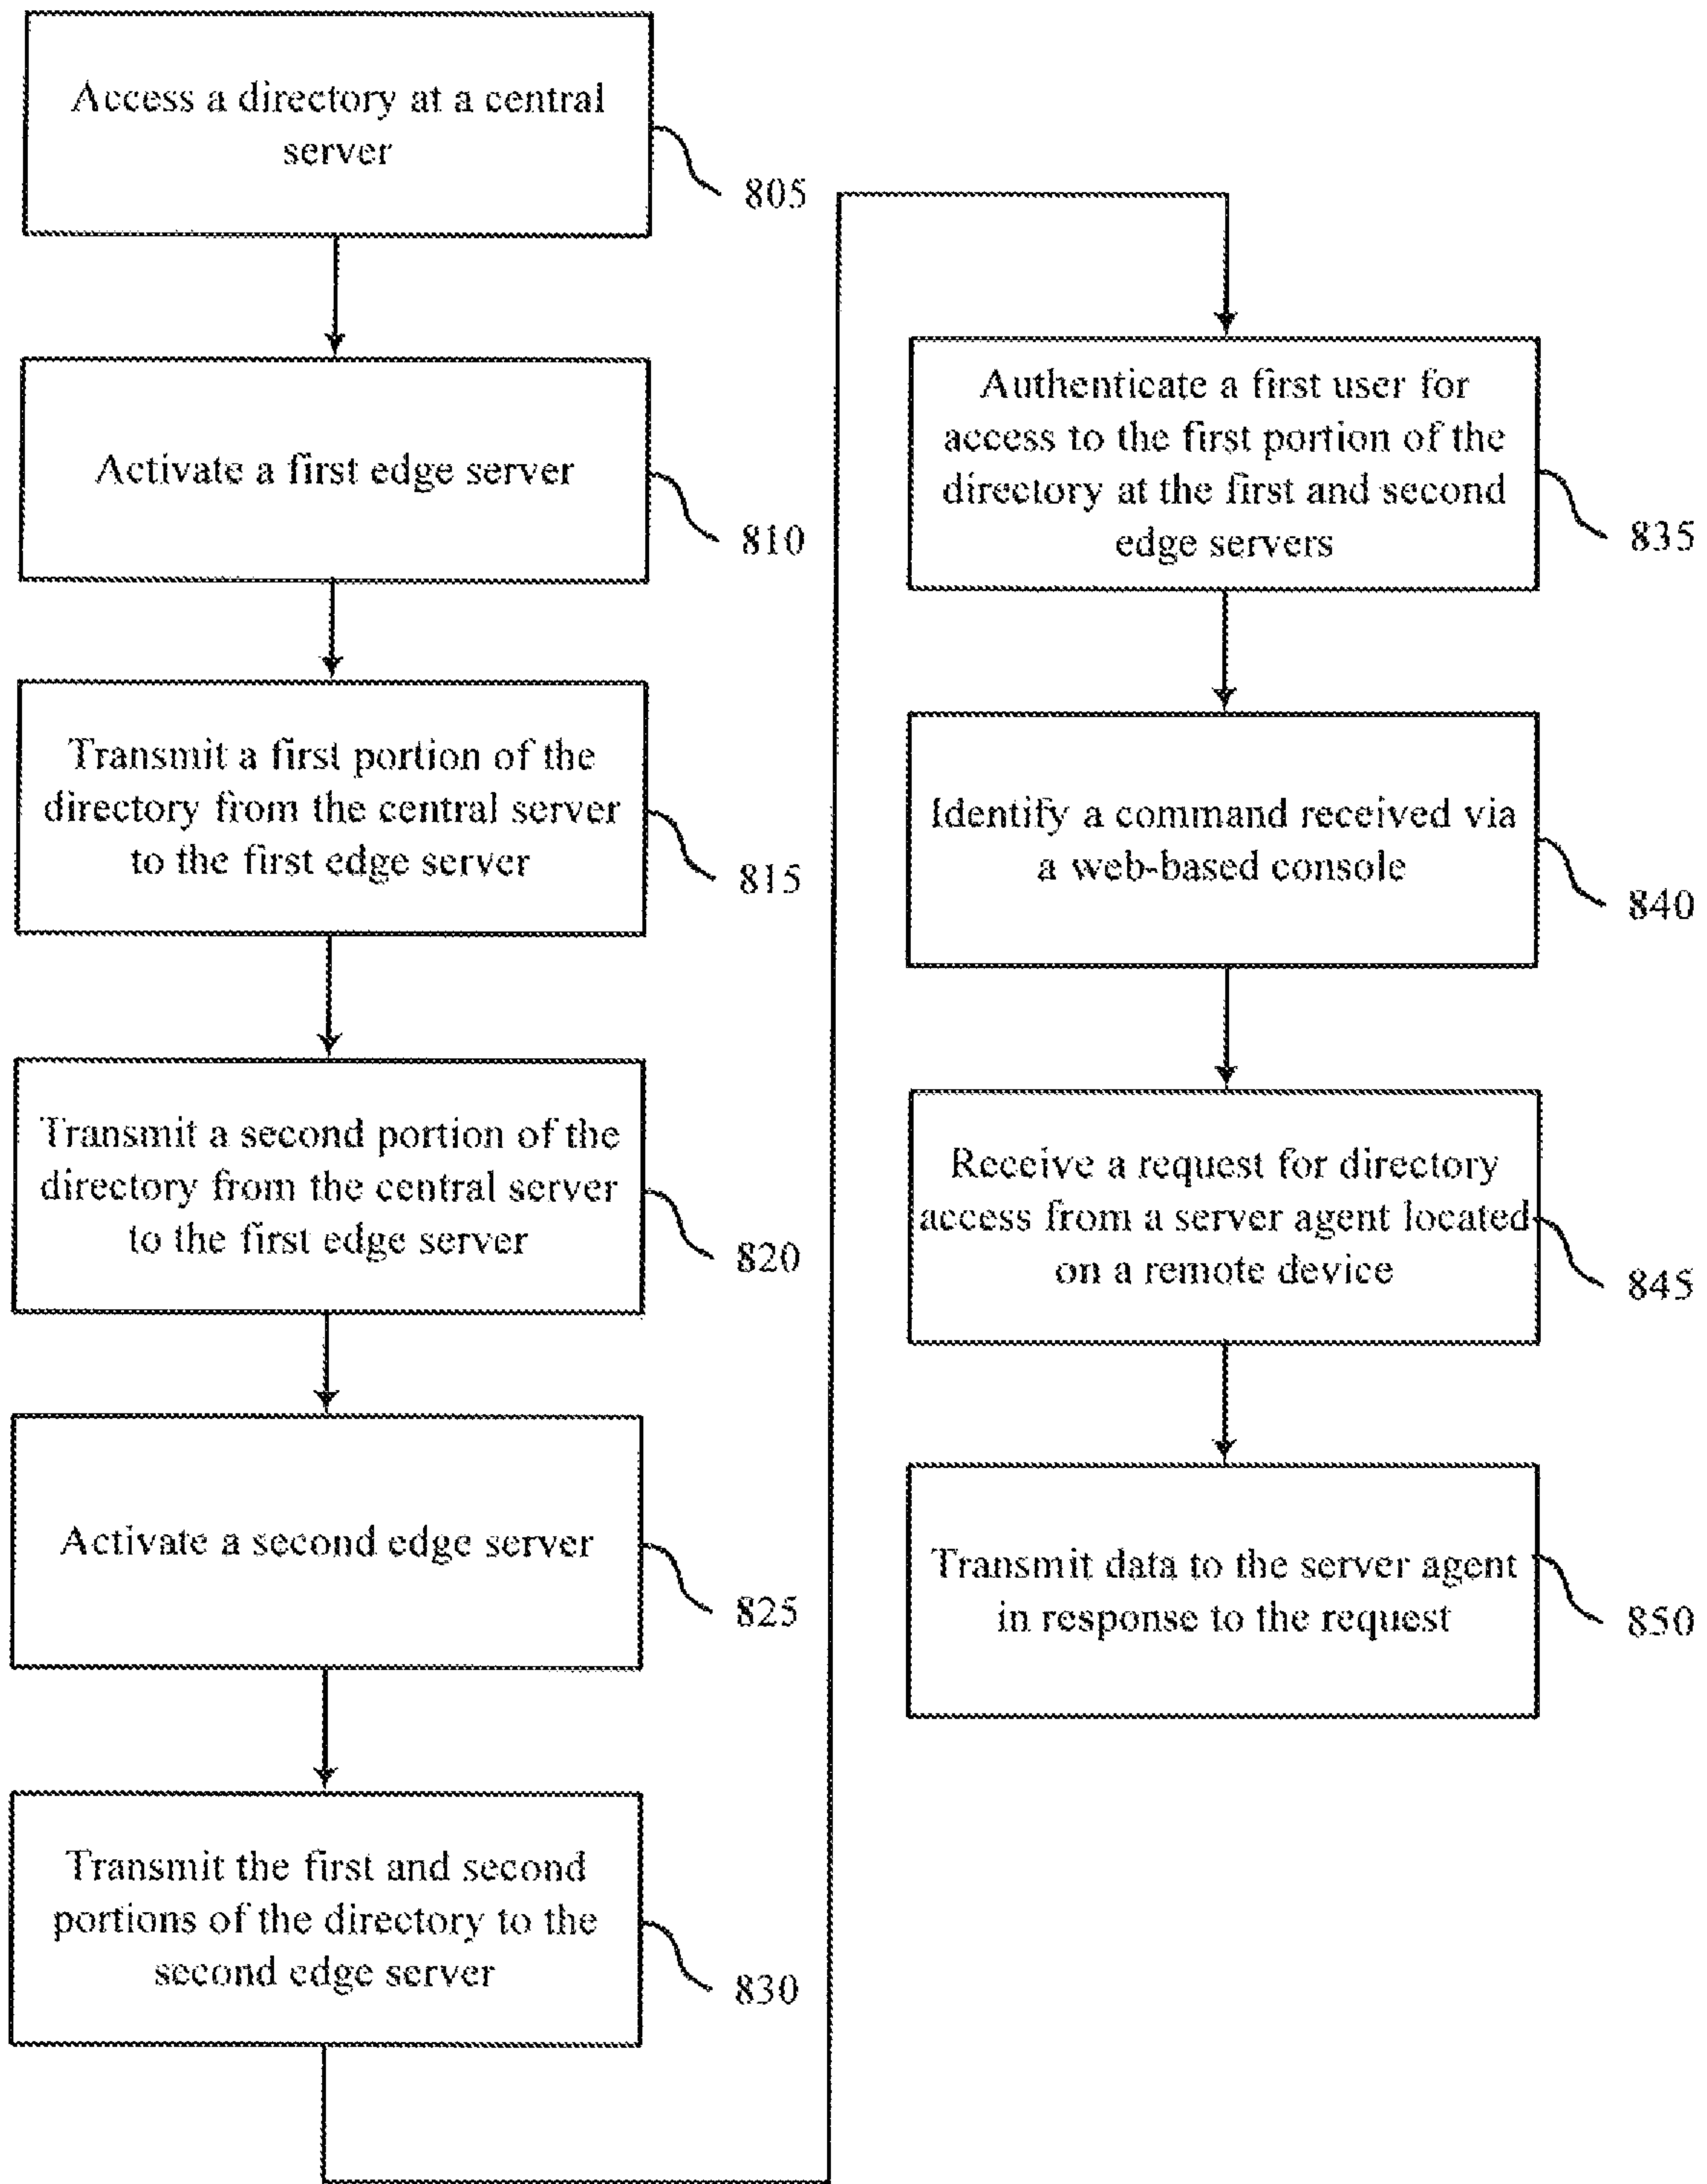 Access a directory at a central
server
805
Activate a first edge server
810
Transmit a first portion of the
directory from the central server
to the first edge server
815
Transmit a second portion of the
directory from the central server
to the first edge server
820
Activate a second edge server
825
Transmit the first and second
portions of the directory to the
second edge server
830
Authenticate a first user for
access to the first portion of the
directory at the first and second
edge servers
835
Identify a command received via
a web-based console
840
Receive a request for directory
access from a server agent located
on a remote device
845
Transmit data to the server agent
in response to the request
850